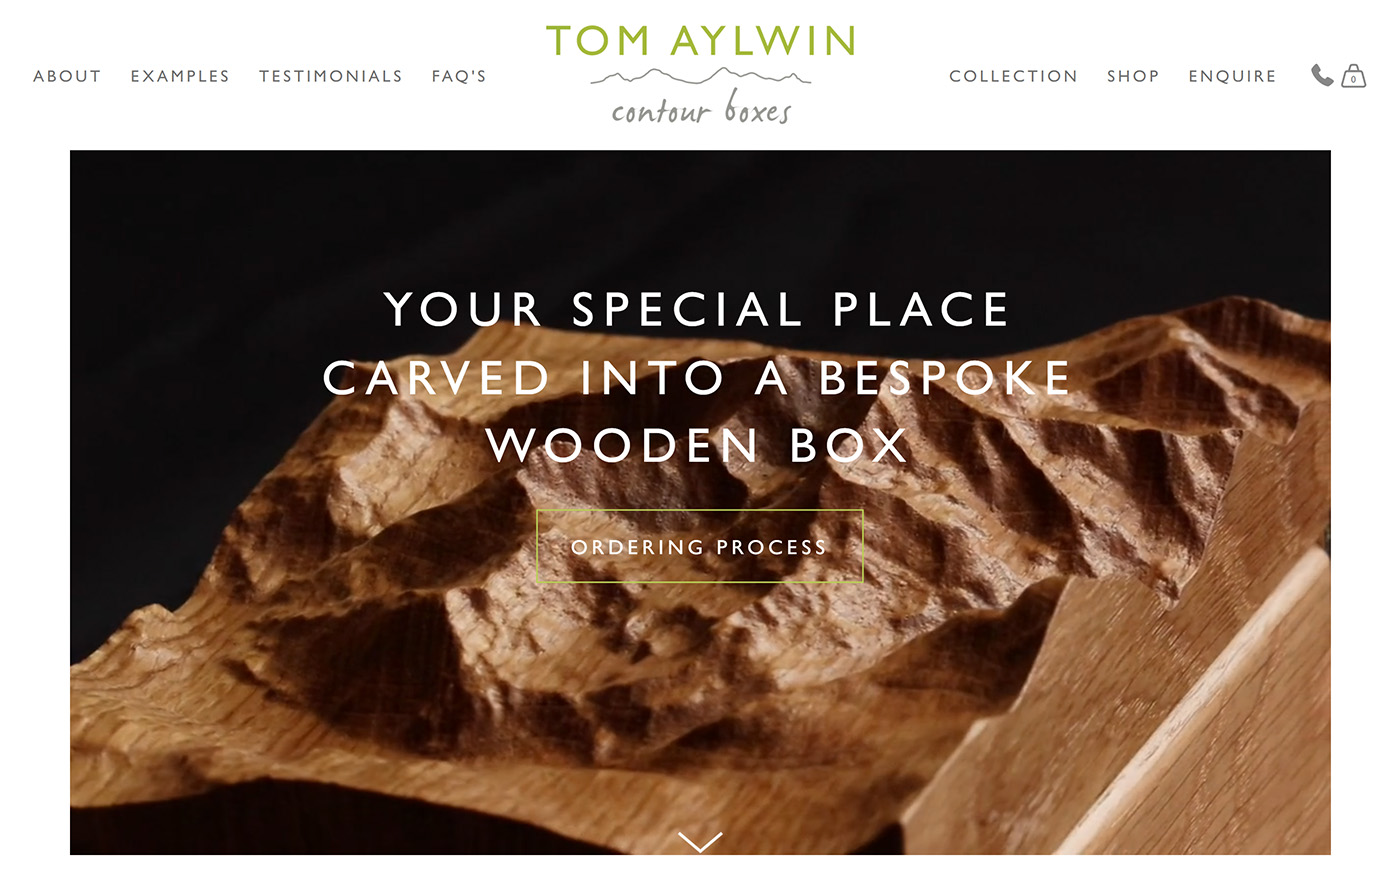 TOM AYLWIN
contour boxes
ABOUT EXAMPLES TESTIMONIALS FAQ'S
COLLECTION SHOP ENQUIRE
0
YOUR SPECIAL PLACE
CARVED INTO A BESPOKE
WOODEN BOX
ORDERING PROCESS